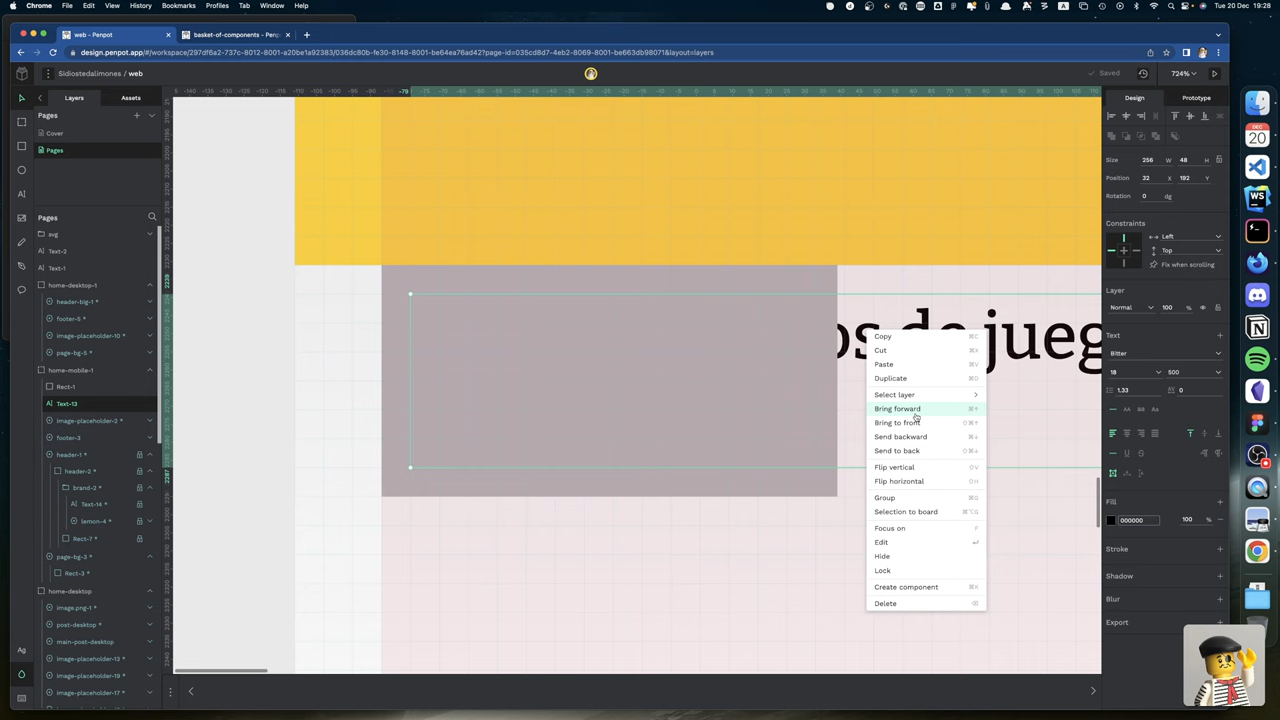 Chrome File Edit View History Bookmarks Profiles Tab Window Help
Tue 20 Dec 19:28
web - Penpot
basket-of-components - Penp
design.penpot.app/#/workspace/297df6a2-737c-8012-8001-a20be1a92383/036dc80b-fe30-8148-8001-be64ea76ad42?page-id=035cd8d7-4eb2-8069-8001-be663db98071&layout=layers
Sidiostedalimones / web
Saved
724%
Layers
Assets
Design
Prototype
Pages
Cover
Pages
Pages
svg
Text-2
Text-1
home-desktop-1
header-big-1 *
footer-5 *
image-placeholder-10 *
page-bg-5 *
home-mobile-1
Rect-1
Text-13
image-placeholder-2 *
footer-3
header-1 *
header-2 *
brand-2 *
Text-14 *
lemon-4 *
Rect-7 *
page-bg-3 *
Rect-3 *
home-desktop
image.png-1 *
post-desktop *
main-post-desktop
image-placeholder-13 *
image-placeholder-19 *
image-placeholder-17 *
os de jueg
Copy ⌘C
Cut ⌘X
Paste ⌘V
Duplicate ⌘D
Select layer
Bring forward ⌘↑
Bring to front ⇧⌘↑
Send backward ⌘↓
Send to back ⇧⌘↓
Flip vertical ⇧V
Flip horizontal ⇧H
Group ⌘G
Selection to board ⌘⌥G
Focus on F
Edit
Hide
Lock
Create component ⌘K
Delete
Size 256 W 48 H
Position 32 X 192 Y
Rotation 0 dg
Constraints
Left
Top
Fix when scrolling
Layer
Normal 100 %
Text
Bitter
18 500
1.33 0
Fill
000000 100 %
Stroke
Shadow
Blur
Export
DEC
20